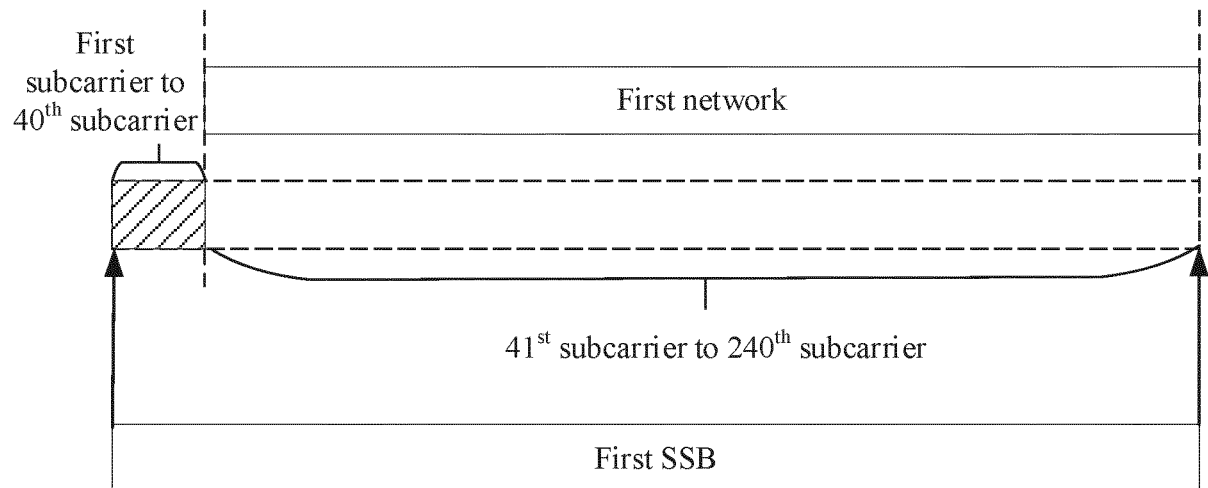 First
subcarrier to
40th subcarrier
First network
41st subcarrier to 240th subcarrier
First SSB